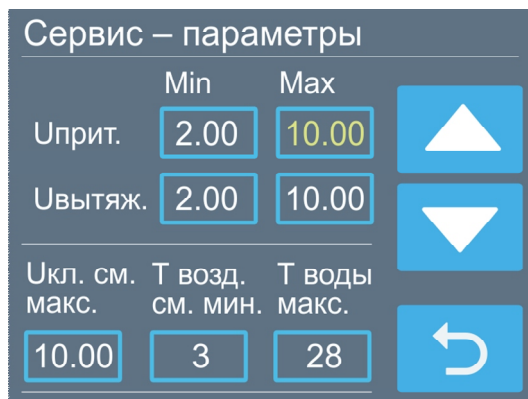 Сервис – параметры
Min Max
Uприт. 2.00 10.00
Uвытяж. 2.00 10.00
Uкл. см. Т возд. Т воды
макс. см. мин. макс.
10.00 3 28